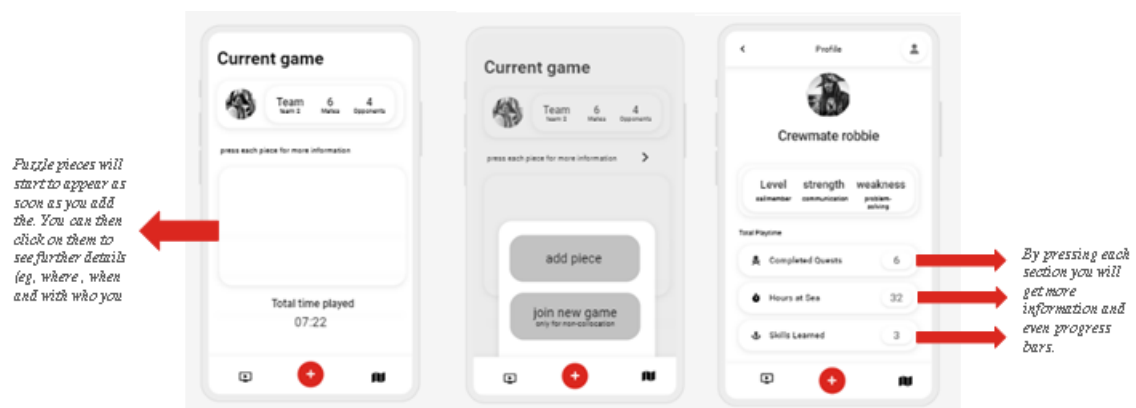 Puzzle pieces will
start to appear as
soon as you add
the. You can then
click on them to
see further details
(eg, where , when
and with who you
Current game
Team 6 4
team 2 Mates Opponents
press each piece for more information
Total time played
07:22
Current game
Team 6 4
team 2 Mates Opponents
press each piece for more information
add piece
join new game
only for non-collocation
Profile
Crewmate robbie
Level strength weakness
sailmember communication problem-
solving
Total Playtime
Completed Quests 6
Hours at Sea 32
Skills Learned 3
By pressing each
section you will
get more
information and
even progress
bars.